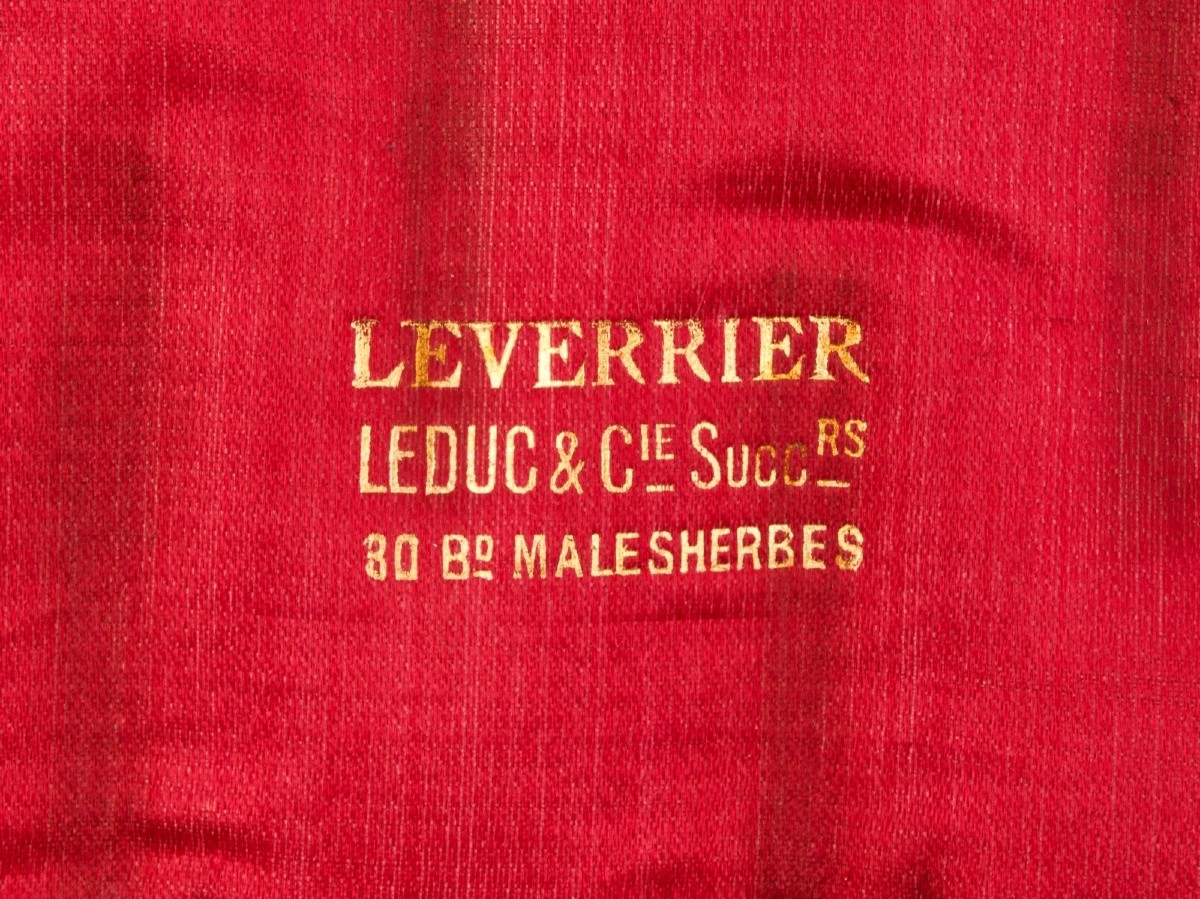 LEVERRIER
LEDUC & CIE SUCCRS
30 BD MALESHERBES